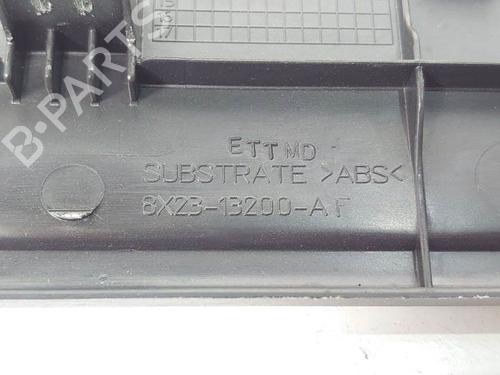 B-PARTS
ETTMD
SUBSTRATE >ABS<
8X23-13200-AF